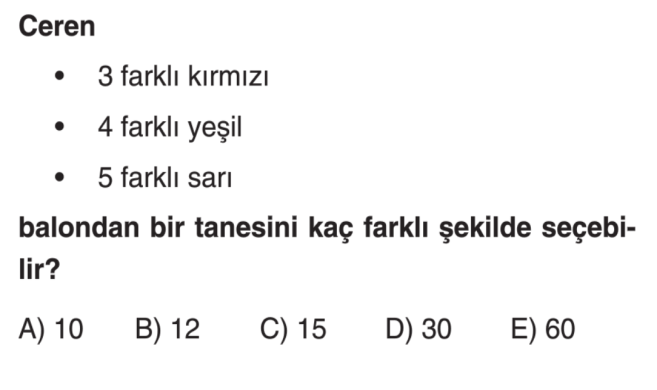 Ceren
• 3 farklı kırmızı
• 4 farklı yeşil
• 5 farklı sarı
balondan bir tanesini kaç farklı şekilde seçebi-
lir?
A) 10 B) 12 C) 15 D) 30 E) 60